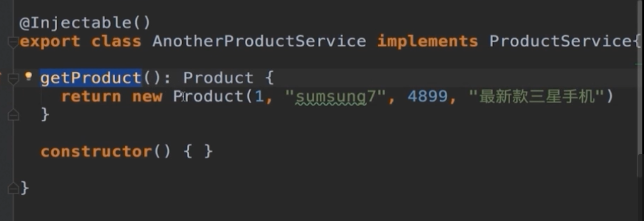 @Injectable()
export class AnotherProductService implements ProductService{
getProduct(): Product {
return new Product(1, "sumsung7", 4899, "最新款三星手机")
}
constructor() { }
}